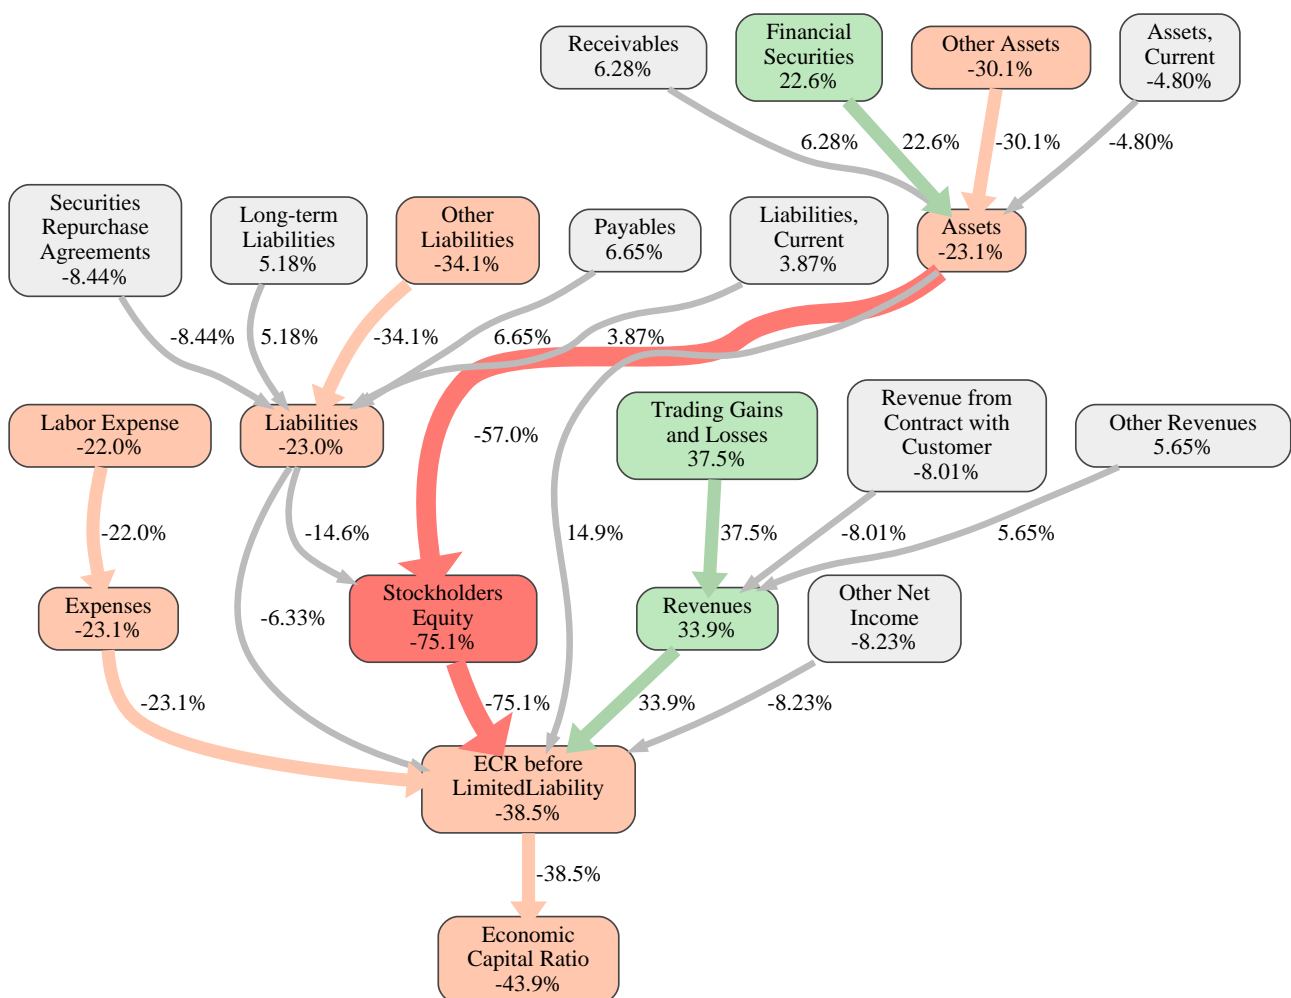 Receivables
6.28%
Financial
Securities
22.6%
Other Assets
-30.1%
Assets,
Current
-4.80%
6.28%
22.6%
-30.1%
-4.80%
Securities
Repurchase
Agreements
-8.44%
Long-term
Liabilities
5.18%
Other
Liabilities
-34.1%
Payables
6.65%
Liabilities,
Current
3.87%
Assets
-23.1%
-8.44%
5.18%
-34.1%
6.65%
3.87%
Labor Expense
-22.0%
Liabilities
-23.0%
-57.0%
Trading Gains
and Losses
37.5%
Revenue from
Contract with
Customer
-8.01%
Other Revenues
5.65%
-22.0%
-14.6%
14.9%
37.5%
-8.01%
5.65%
Expenses
-23.1%
-6.33%
Stockholders
Equity
-75.1%
Revenues
33.9%
Other Net
Income
-8.23%
-23.1%
-75.1%
33.9%
-8.23%
ECR before
LimitedLiability
-38.5%
-38.5%
Economic
Capital Ratio
-43.9%